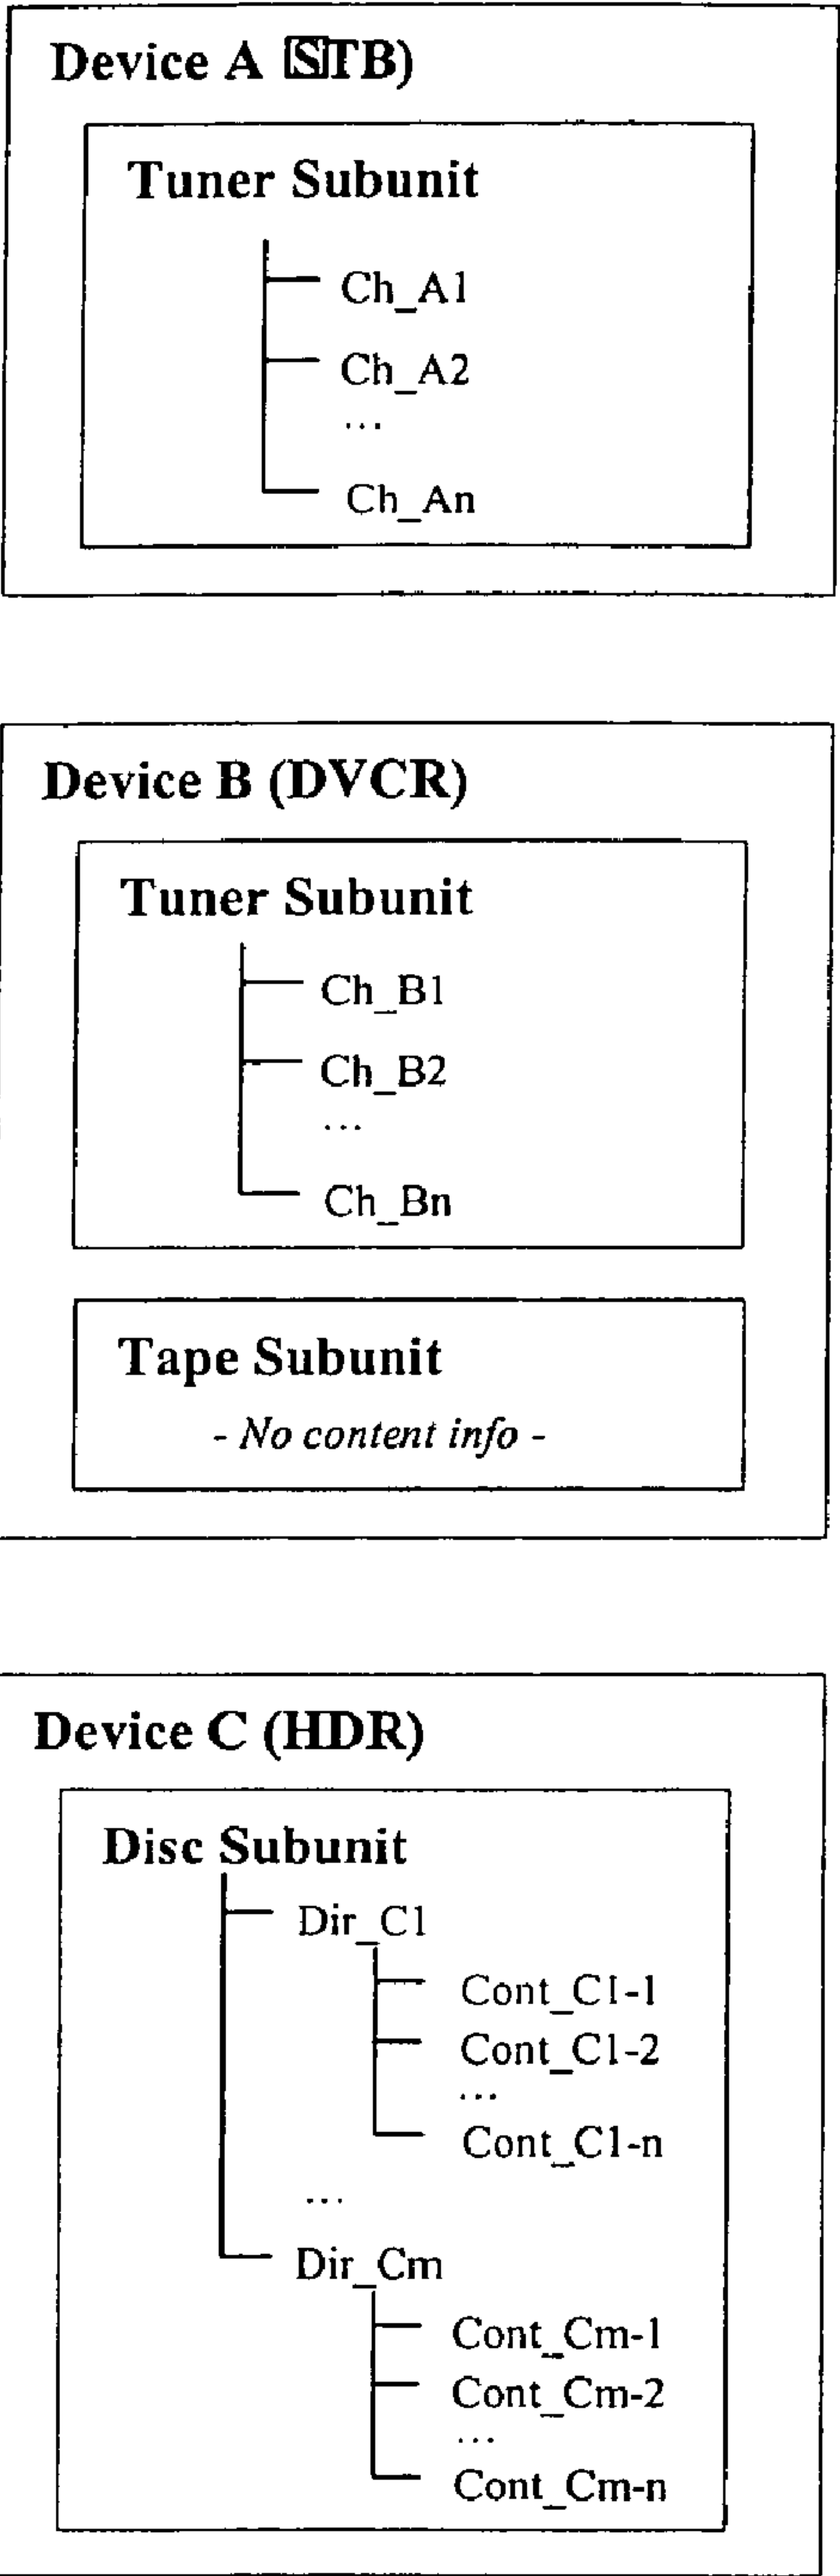 Device A (STB)
Tuner Subunit
Ch_A1
Ch_A2
...
Ch_An
Device B (DVCR)
Tuner Subunit
Ch_B1
Ch_B2
...
Ch_Bn
Tape Subunit
- No content info -
Device C (HDR)
Disc Subunit
Dir_C1
Cont_C1-1
Cont_C1-2
...
Cont_C1-n
...
Dir_Cm
Cont_Cm-1
Cont_Cm-2
...
Cont_Cm-n